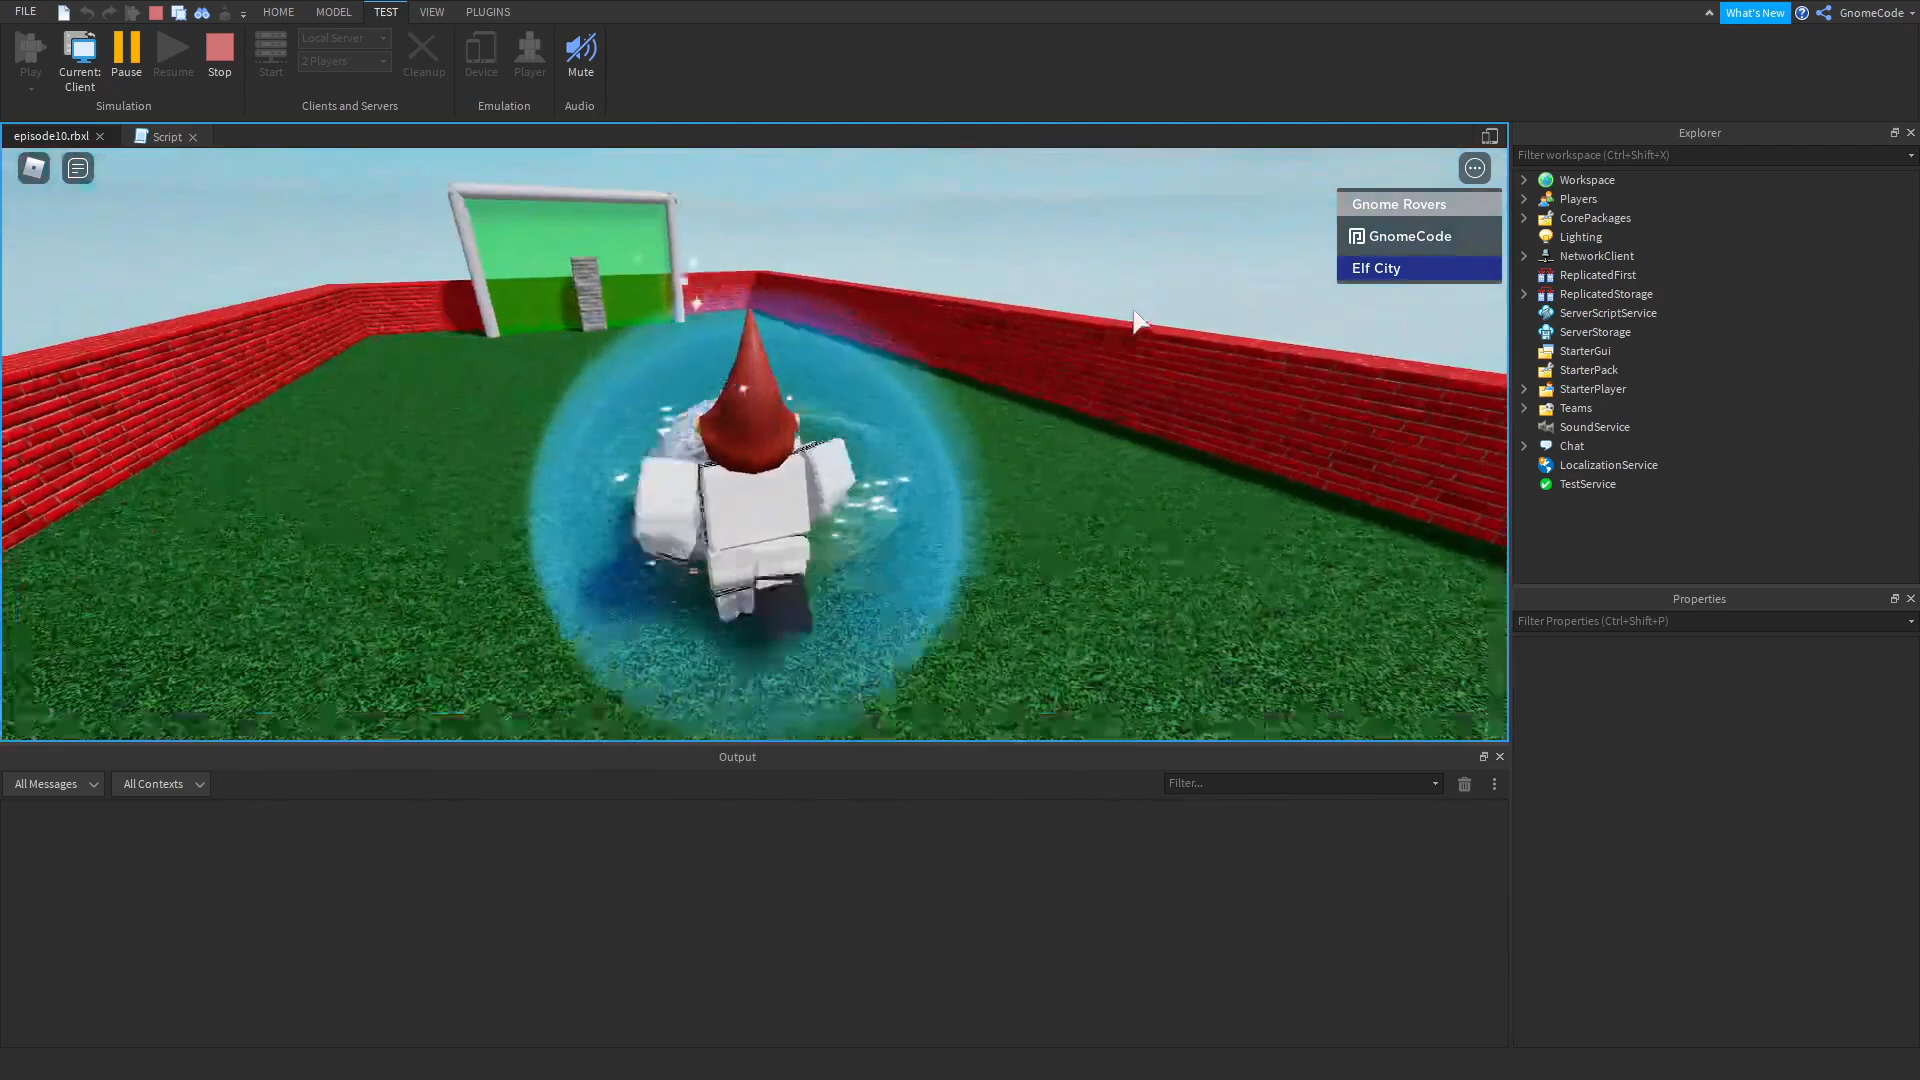 FILE
HOME
MODEL
TEST
VIEW
PLUGINS
What's New
GnomeCode
Play
Current:
Client
Pause
Resume
Stop
Simulation
Start
Local Server
2 Players
Cleanup
Clients and Servers
Device
Player
Emulation
Mute
Audio
episode10.rbxl
Script
Gnome Rovers
GnomeCode
Elf City
Explorer
Filter workspace (Ctrl+Shift+X)
Workspace
Players
CorePackages
Lighting
NetworkClient
ReplicatedFirst
ReplicatedStorage
ServerScriptService
ServerStorage
StarterGui
StarterPack
StarterPlayer
Teams
SoundService
Chat
LocalizationService
TestService
Properties
Filter Properties (Ctrl+Shift+P)
Output
All Messages
All Contexts
Filter...